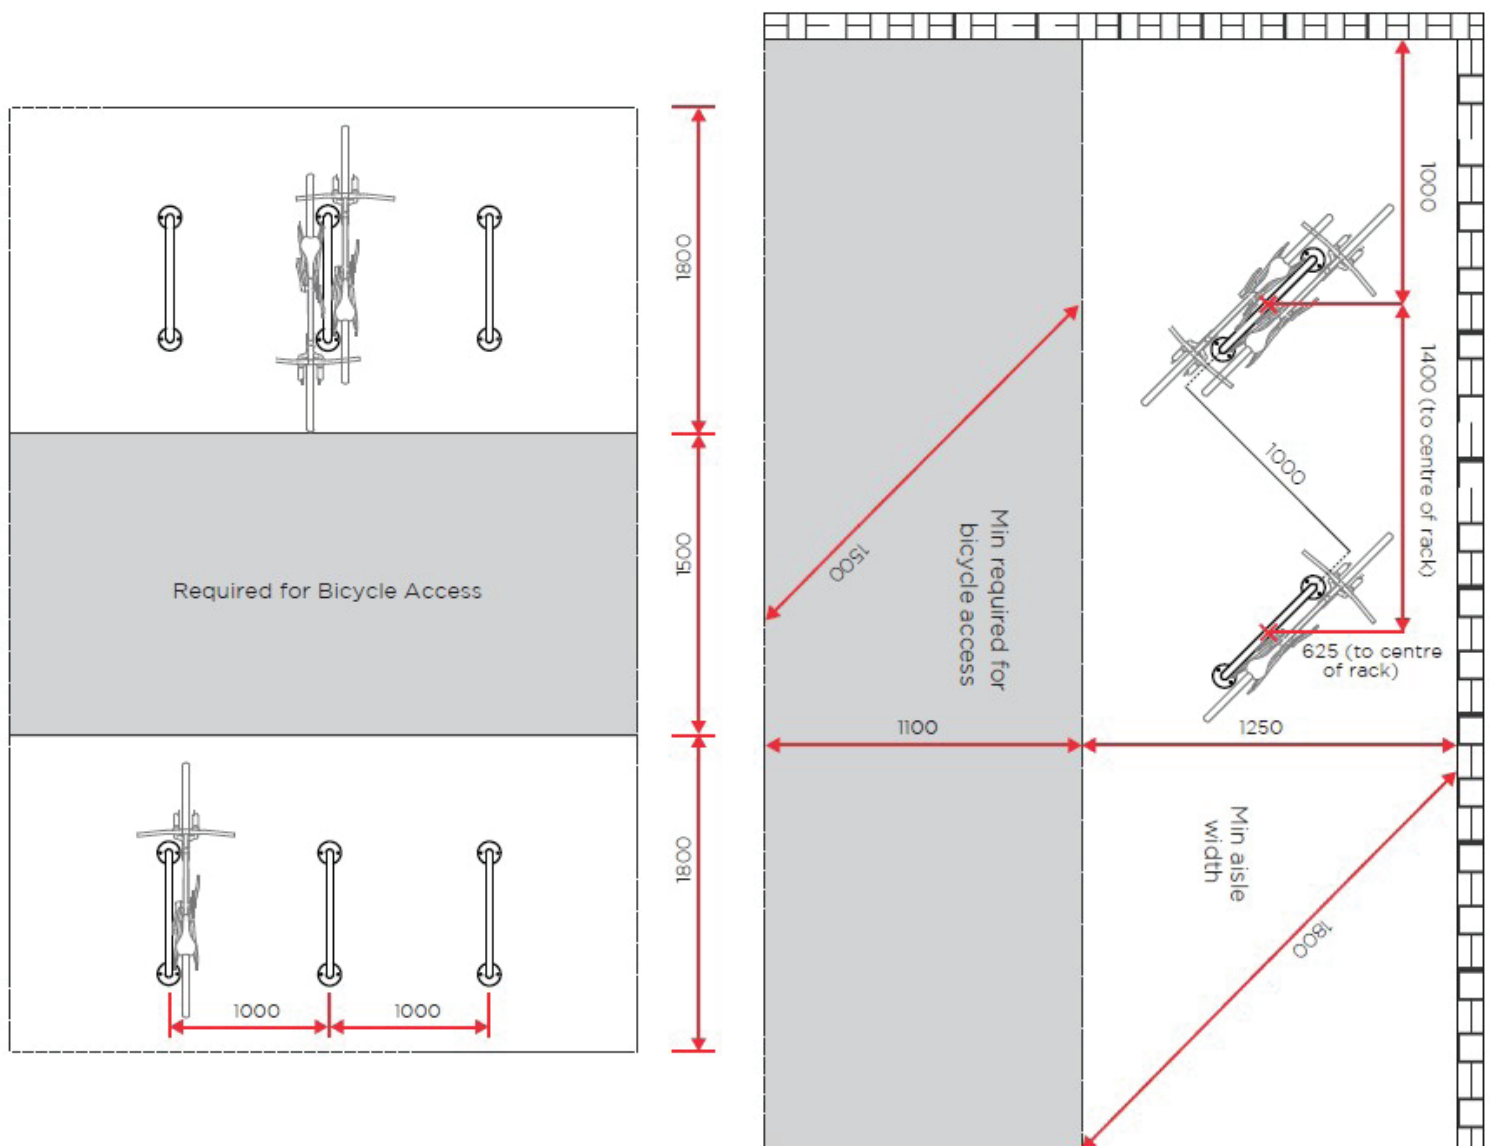 1800
1500
1800
Required for Bicycle Access
1000
1000
1000
1400 (to centre of rack)
1000
1500
Min required for
bicycle access
625 (to centre
of rack)
1100
1250
Min aisle
width
1800